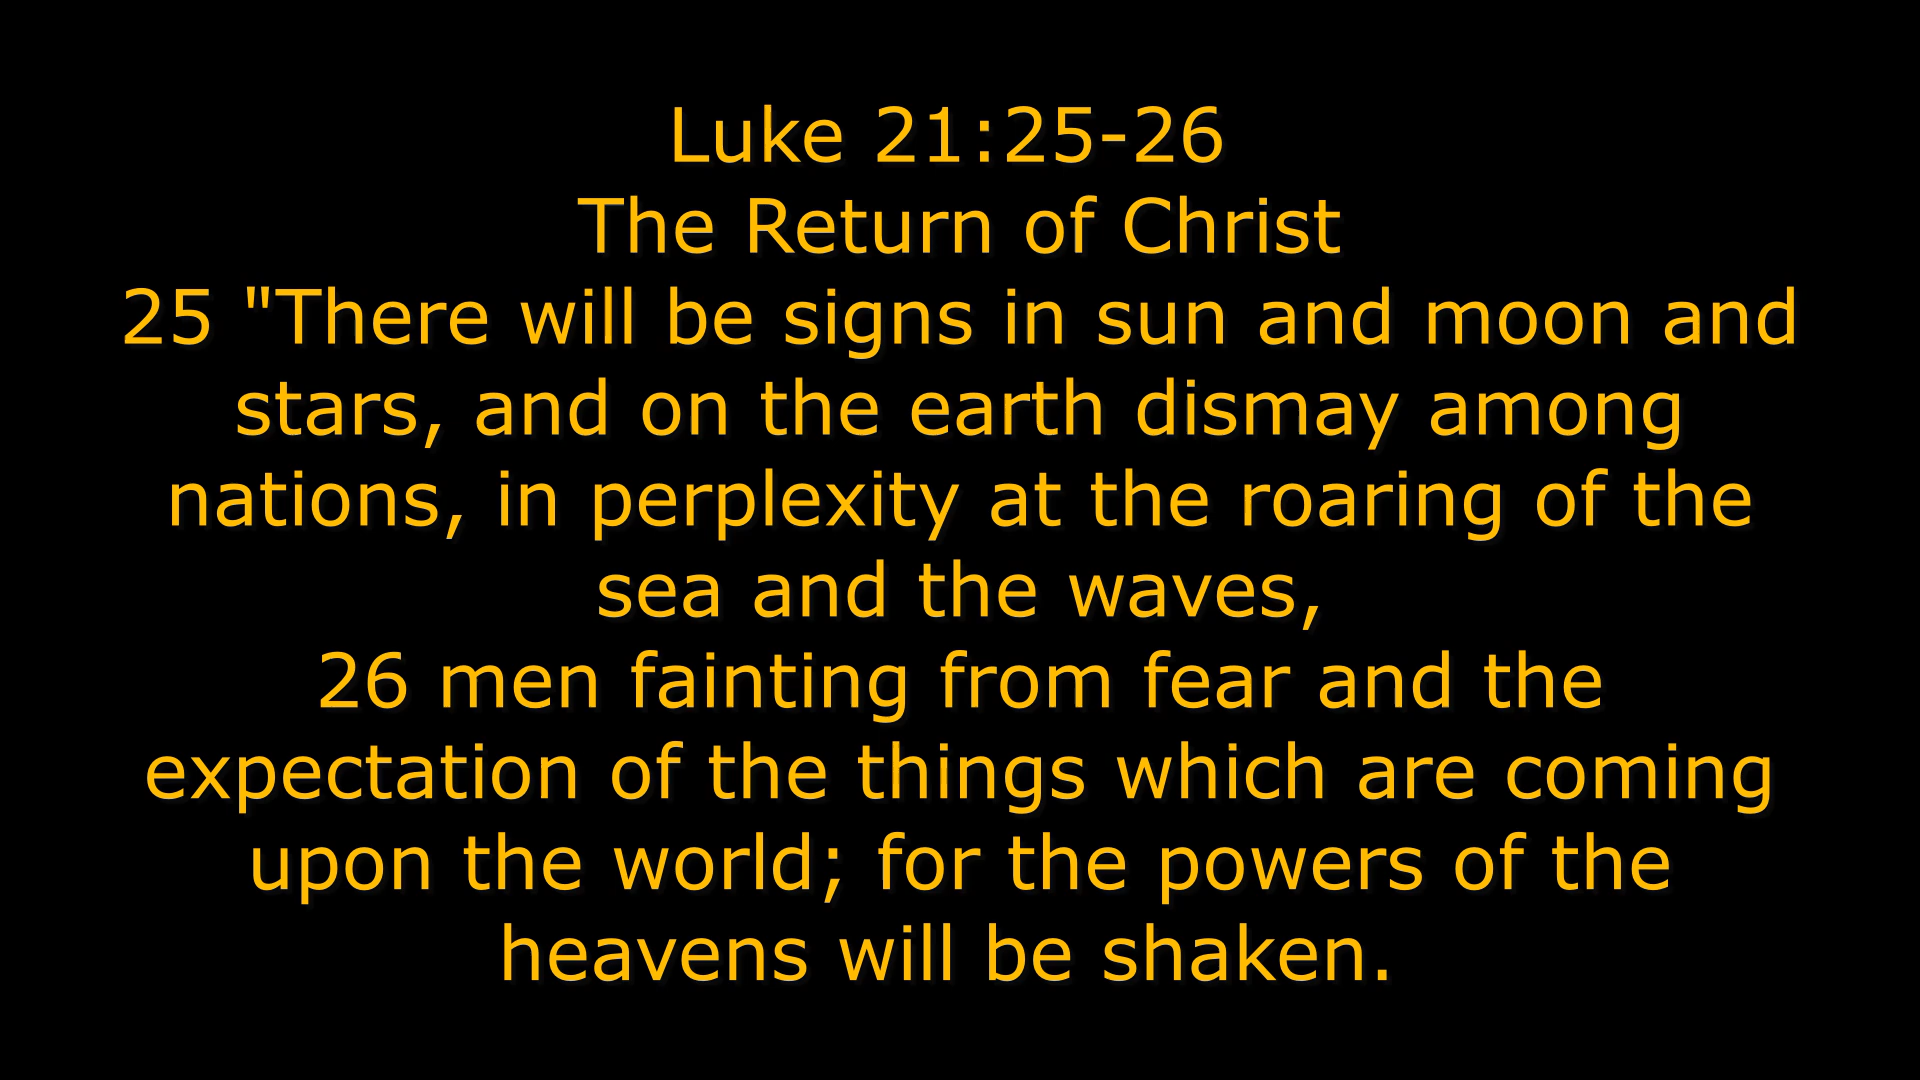 Luke 21:25-26
The Return of Christ
25 "There will be signs in sun and moon and
stars, and on the earth dismay among
nations, in perplexity at the roaring of the
sea and the waves,
26 men fainting from fear and the
expectation of the things which are coming
upon the world; for the powers of the
heavens will be shaken.